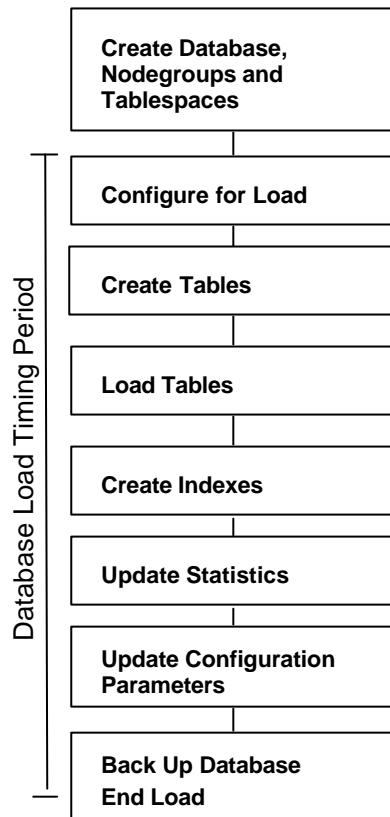 Create Database,
Nodegroups and
Tablespaces
Database Load Timing Period
Configure for Load
Create Tables
Load Tables
Create Indexes
Update Statistics
Update Configuration
Parameters
Back Up Database
End Load